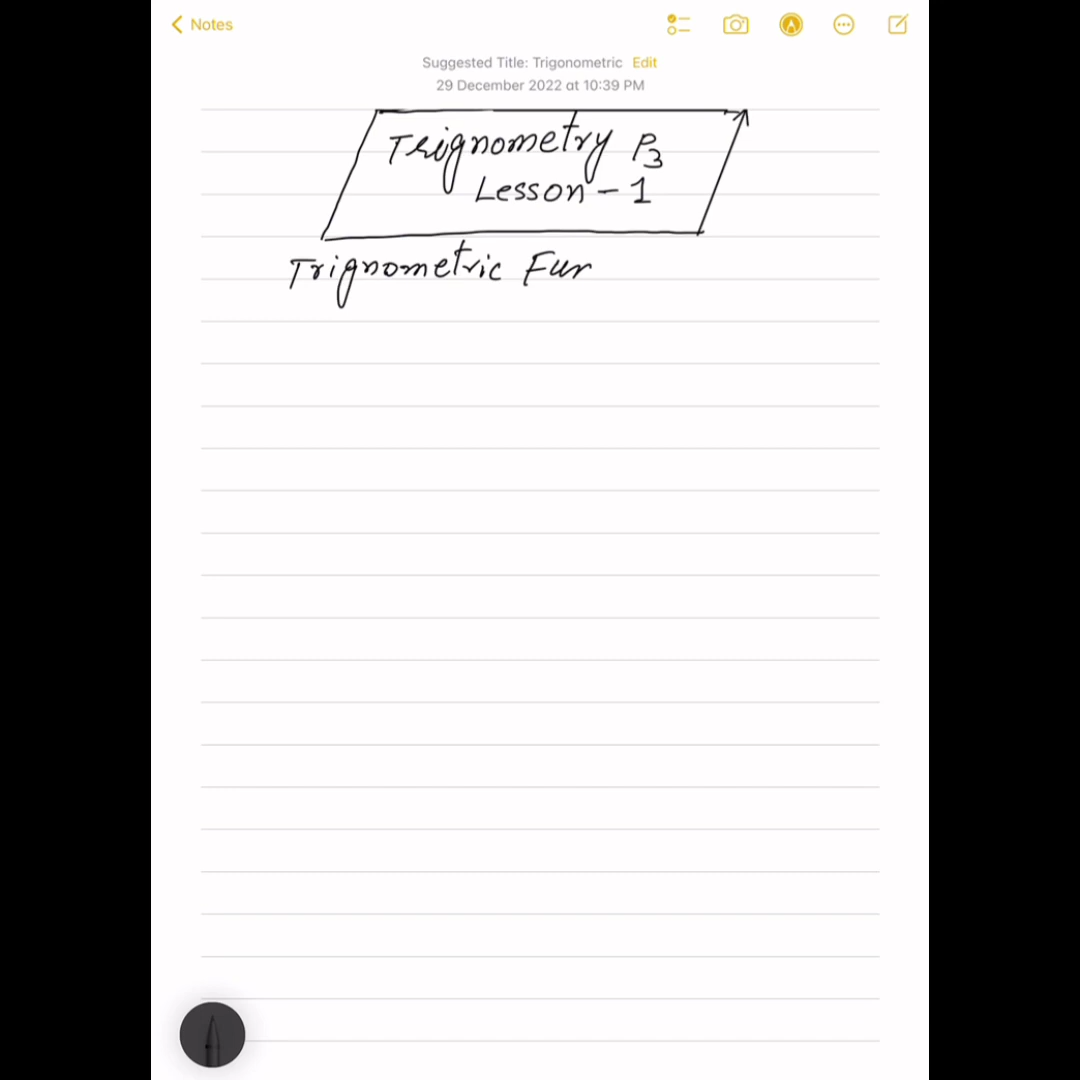 Notes
Suggested Title: Trigonometric Edit
29 December 2022 at 10:39 PM
Trignometry P3
Lesson - 1
Trignometric Fun